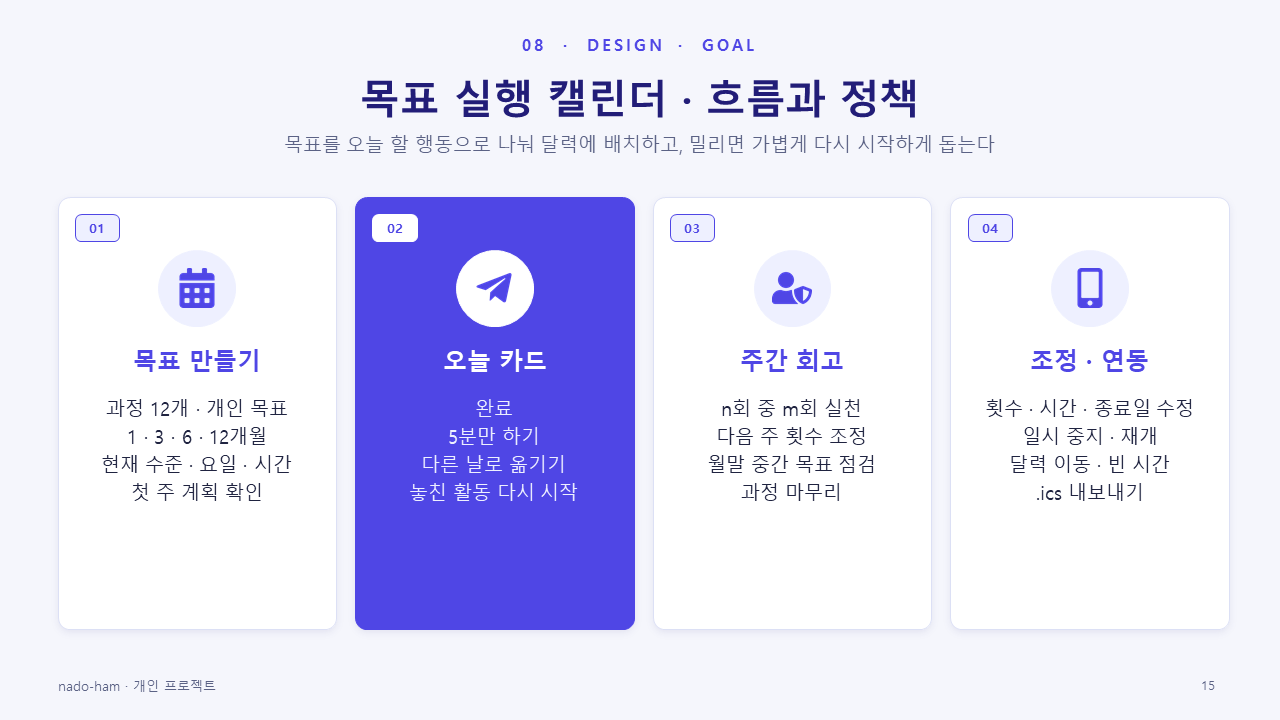 08 · DESIGN · GOAL
목표 실행 캘린더 · 흐름과 정책
목표를 오늘 할 행동으로 나눠 달력에 배치하고, 밀리면 가볍게 다시 시작하게 돕는다
01
목표 만들기
과정 12개 · 개인 목표
1 · 3 · 6 · 12개월
현재 수준 · 요일 · 시간
첫 주 계획 확인
02
오늘 카드
완료
5분만 하기
다른 날로 옮기기
놓친 활동 다시 시작
03
주간 회고
n회 중 m회 실천
다음 주 횟수 조정
월말 중간 목표 점검
과정 마무리
04
조정 · 연동
횟수 · 시간 · 종료일 수정
일시 중지 · 재개
달력 이동 · 빈 시간
.ics 내보내기
nado-ham · 개인 프로젝트
15